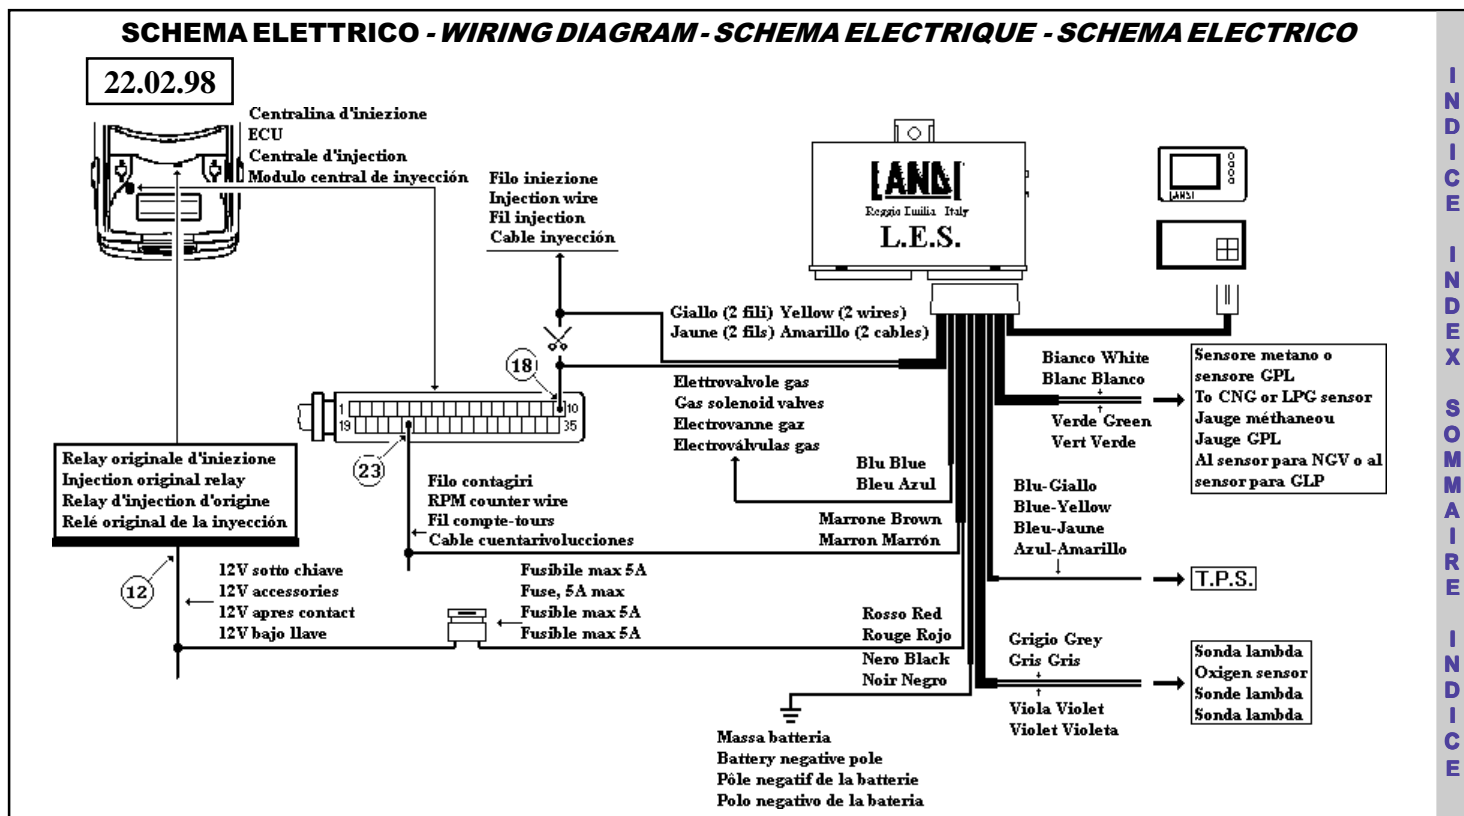 SCHEMA ELETTRICO - WIRING DIAGRAM - SCHEMA ELECTRIQUE - SCHEMA ELECTRICO
22.02.98
Centralina d'iniezione
ECU
Centrale d'injection
Modulo central de inyección
Filo iniezione
Injection wire
Fil injection
Cable inyección
LANDI
Reggio Emilia - Italy
L.E.S.
LANDI
Giallo (2 fili) Yellow (2 wires)
Jaune (2 fils) Amarillo (2 cables)
Elettrovalvole gas
Gas solenoid valves
Electrovanne gaz
Electroválvulas gas
Bianco White
Blanc Blanco
Verde Green
Vert Verde
Sensore metano o
sensore GPL
To CNG or LPG sensor
Jauge méthaneou
Jauge GPL
Al sensor para NGV o al
sensor para GLP
18
1
10
19
35
23
Relay originale d'iniezione
Injection original relay
Relay d'injection d'origine
Relé original de la inyección
Filo contagiri
RPM counter wire
Fil compte-tours
Cable cuentarivolucciones
Blu Blue
Bleu Azul
Marrone Brown
Marron Marrón
Blu-Giallo
Blue-Yellow
Bleu-Jaune
Azul-Amarillo
T.P.S.
12
12V sotto chiave
12V accessories
12V apres contact
12V bajo llave
Fusibile max 5A
Fuse, 5A max
Fusible max 5A
Fusible max 5A
Rosso Red
Rouge Rojo
Nero Black
Noir Negro
Grigio Grey
Gris Gris
Viola Violet
Violet Violeta
Sonda lambda
Oxigen sensor
Sonde lambda
Sonda lambda
Massa batteria
Battery negative pole
Pôle negatif de la batterie
Polo negativo de la bateria
INDICE INDEX SOMMAIRE INDICE